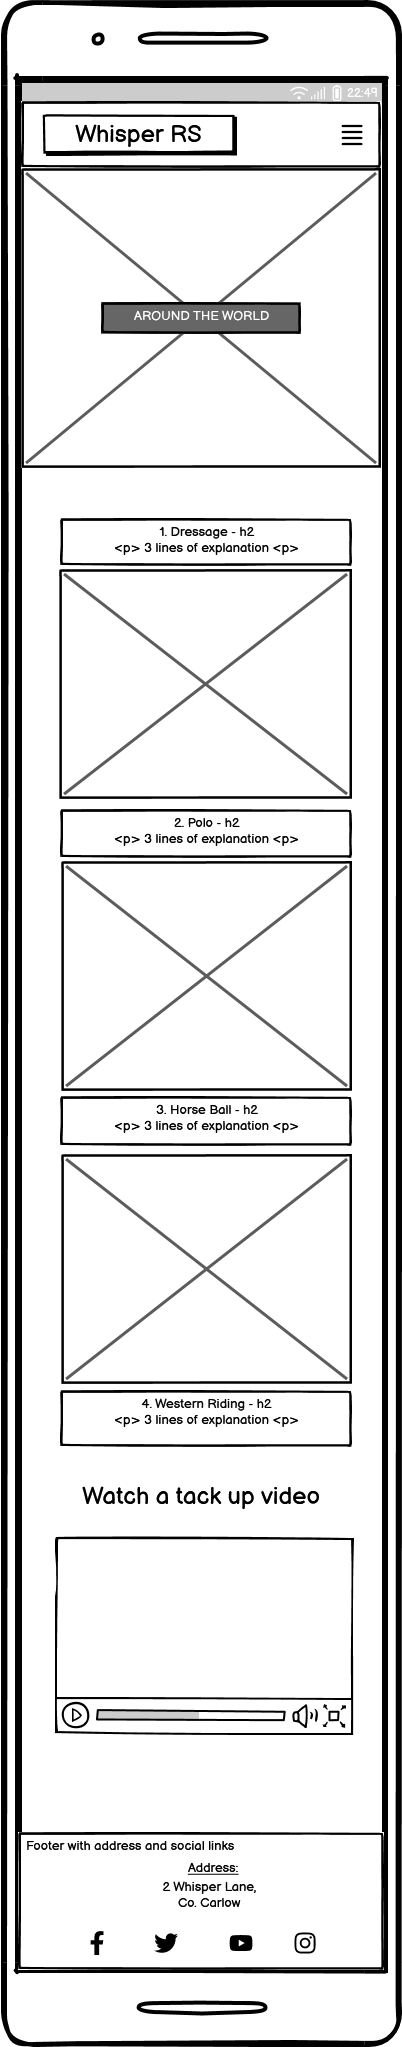 22:49
Whisper RS
AROUND THE WORLD
1. Dressage - h2
<p> 3 lines of explanation <p>
2. Polo - h2
<p> 3 lines of explanation <p>
3. Horse Ball - h2
<p> 3 lines of explanation <p>
4. Western Riding - h2
<p> 3 lines of explanation <p>
Watch a tack up video
Footer with address and social links
Address:
2 Whisper Lane,
Co. Carlow